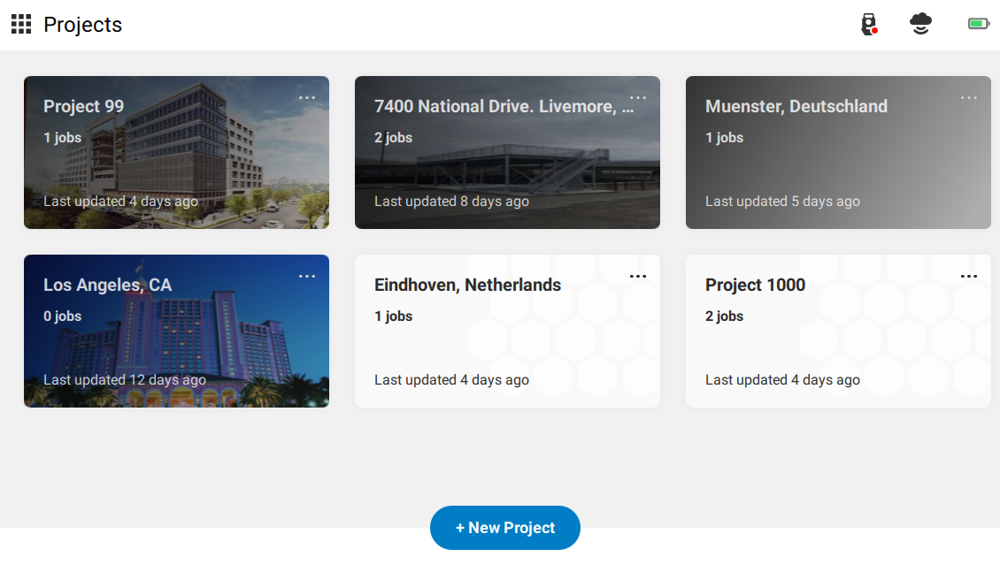 Projects
Project 99
1 jobs
Last updated 4 days ago
7400 National Drive. Livemore, ...
2 jobs
Last updated 8 days ago
Muenster, Deutschland
1 jobs
Last updated 5 days ago
Los Angeles, CA
0 jobs
Last updated 12 days ago
Eindhoven, Netherlands
1 jobs
Last updated 4 days ago
Project 1000
2 jobs
Last updated 4 days ago
+ New Project